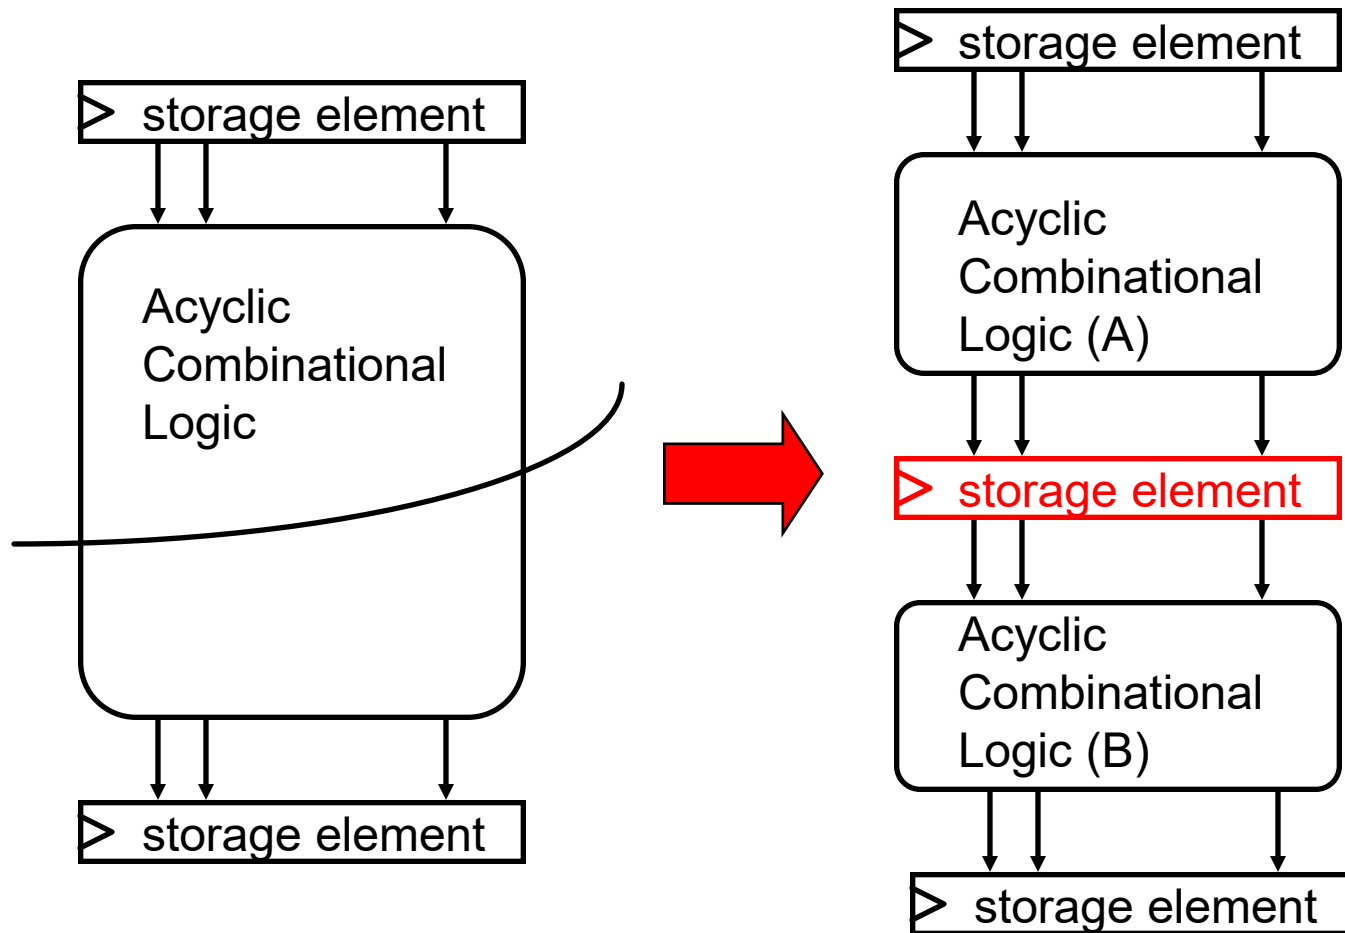 storage element
Acyclic
Combinational
Logic
storage element
storage element
Acyclic
Combinational
Logic (A)
storage element
Acyclic
Combinational
Logic (B)
storage element